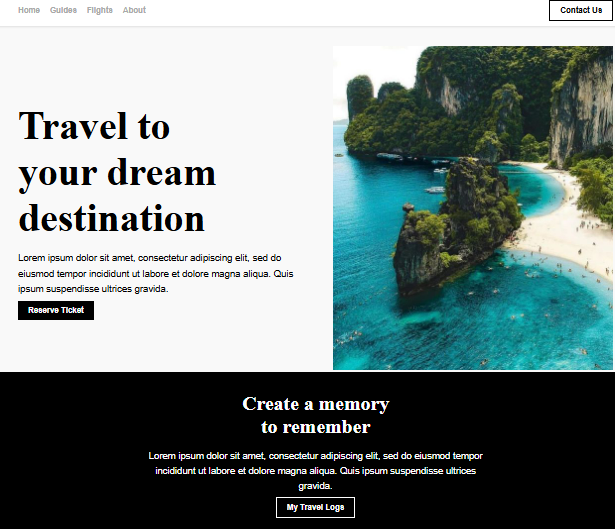 Home Guides Flights About
Contact Us
Travel to
your dream
destination
Lorem ipsum dolor sit amet, consectetur adipiscing elit, sed do
eiusmod tempor incididunt ut labore et dolore magna aliqua. Quis
ipsum suspendisse ultrices gravida.
Reserve Ticket
Create a memory
to remember
Lorem ipsum dolor sit amet, consectetur adipiscing elit, sed do eiusmod tempor
incididunt ut labore et dolore magna aliqua. Quis ipsum suspendisse ultrices
gravida.
My Travel Logs